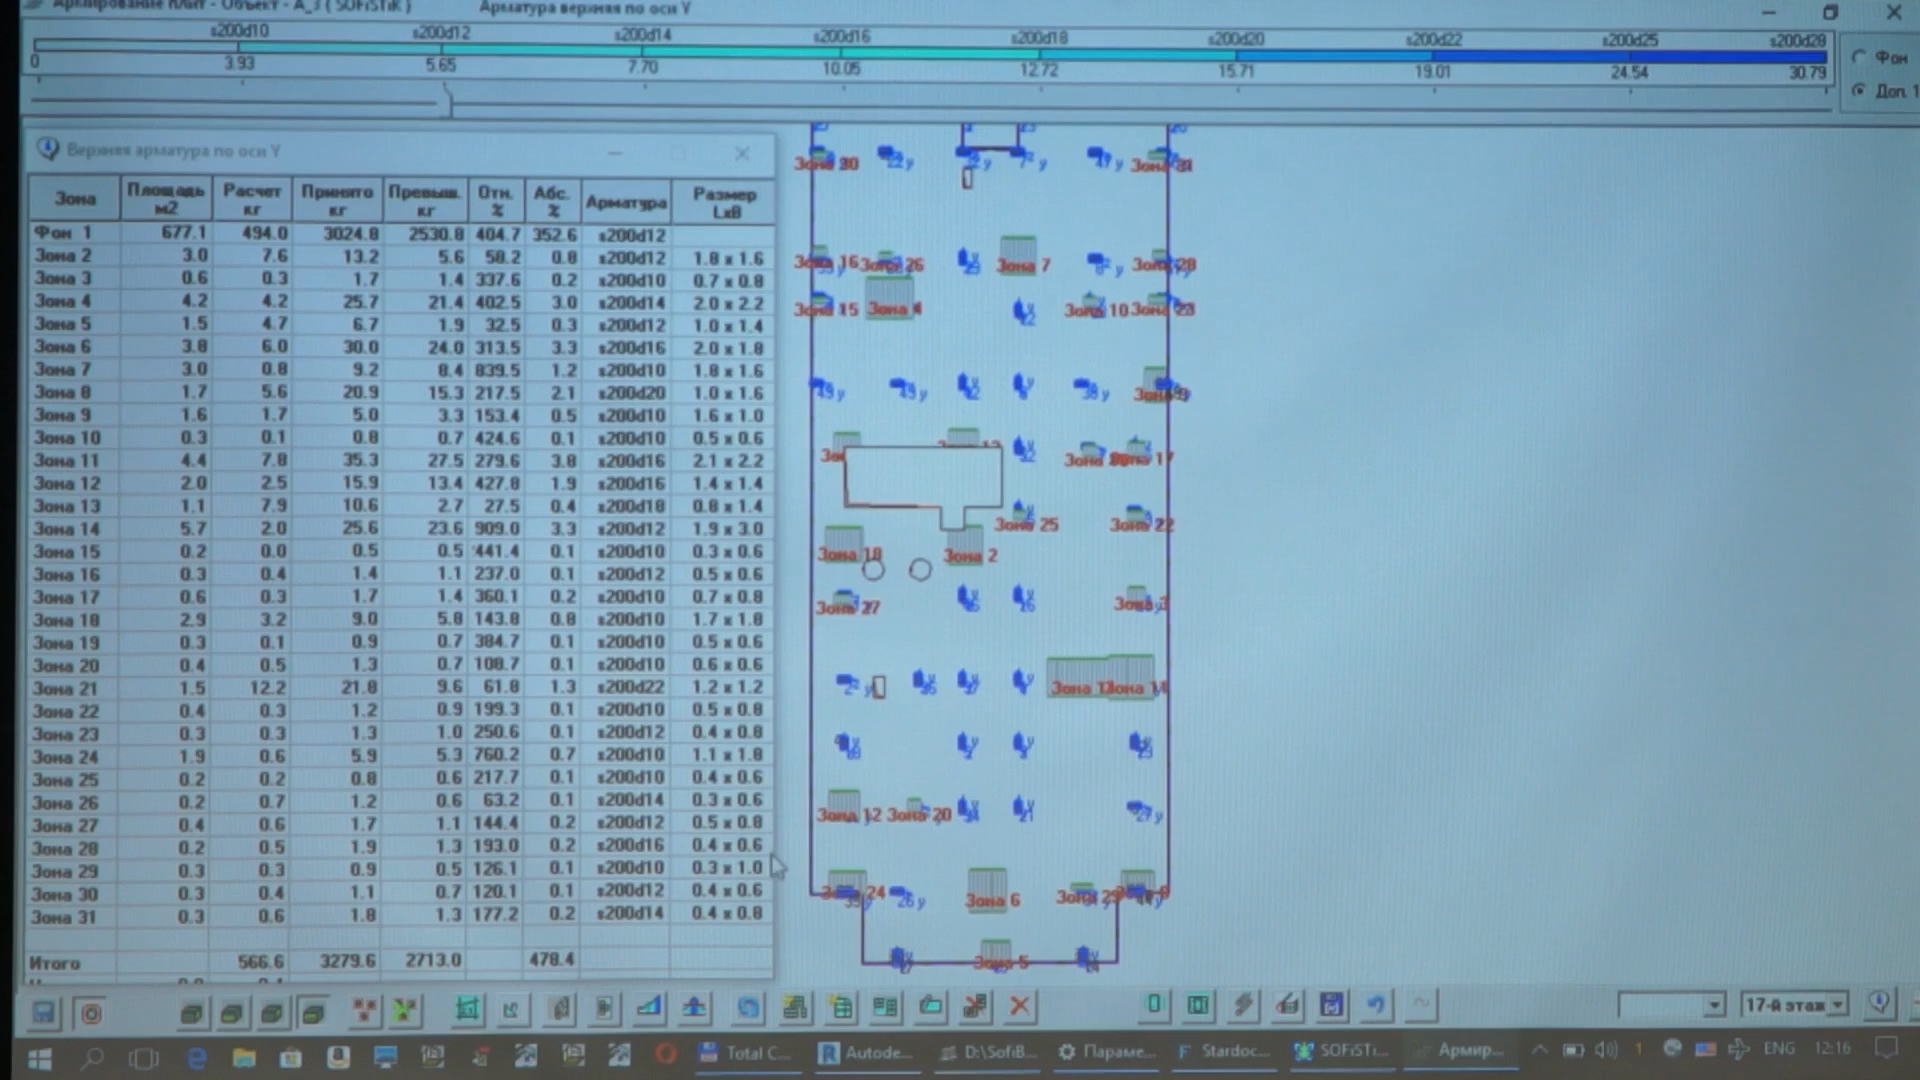 Армирование плит - Объект - A_3 ( SOFiSTiK )
Арматура верхняя по оси Y
s200d10 s200d12 s200d14 s200d16 s200d18 s200d20 s200d22 s200d25 s200d28
0 3.93 5.65 7.70 10.05 12.72 15.71 19.01 24.54 30.79
Фон
Доп. 1
Верхняя арматура по оси Y
Зона Площадь м2 Расчет кг Принято кг Превыш. кг Отн. % Абс. % Арматура Размер LxB
Фон 1 677.1 494.0 3024.8 2530.8 404.7 352.6 s200d12
Зона 2 3.0 7.6 13.2 5.6 58.2 0.8 s200d12 1.8 x 1.6
Зона 3 0.6 0.3 1.7 1.4 337.6 0.2 s200d10 0.7 x 0.8
Зона 4 4.2 4.2 25.7 21.4 402.5 3.0 s200d14 2.0 x 2.2
Зона 5 1.5 4.7 6.7 1.9 32.5 0.3 s200d12 1.0 x 1.4
Зона 6 3.8 6.0 30.0 24.0 313.5 3.3 s200d16 2.0 x 1.8
Зона 7 3.0 0.8 9.2 8.4 839.5 1.2 s200d10 1.8 x 1.6
Зона 8 1.7 5.6 20.9 15.3 217.5 2.1 s200d20 1.0 x 1.6
Зона 9 1.6 1.7 5.0 3.3 153.4 0.5 s200d10 1.6 x 1.0
Зона 10 0.3 0.1 0.8 0.7 424.6 0.1 s200d10 0.5 x 0.6
Зона 11 4.4 7.8 35.3 27.5 279.6 3.8 s200d16 2.1 x 2.2
Зона 12 2.0 2.5 15.9 13.4 427.8 1.9 s200d16 1.4 x 1.4
Зона 13 1.1 7.9 10.6 2.7 27.5 0.4 s200d18 0.8 x 1.4
Зона 14 5.7 2.0 25.6 23.6 909.0 3.3 s200d12 1.9 x 3.0
Зона 15 0.2 0.0 0.5 0.5 441.4 0.1 s200d10 0.3 x 0.6
Зона 16 0.3 0.4 1.4 1.1 237.0 0.1 s200d12 0.5 x 0.6
Зона 17 0.6 0.3 1.7 1.4 360.1 0.2 s200d10 0.7 x 0.8
Зона 18 2.9 3.2 9.0 5.8 143.8 0.8 s200d10 1.7 x 1.8
Зона 19 0.3 0.1 0.9 0.7 384.7 0.1 s200d10 0.5 x 0.6
Зона 20 0.4 0.5 1.3 0.7 108.7 0.1 s200d10 0.6 x 0.6
Зона 21 1.5 12.2 21.8 9.6 61.8 1.3 s200d22 1.2 x 1.2
Зона 22 0.4 0.3 1.2 0.9 199.3 0.1 s200d10 0.5 x 0.8
Зона 23 0.3 0.3 1.3 1.0 250.6 0.1 s200d12 0.4 x 0.8
Зона 24 1.9 0.6 5.9 5.3 760.2 0.7 s200d10 1.1 x 1.8
Зона 25 0.2 0.2 0.8 0.6 217.7 0.1 s200d10 0.4 x 0.6
Зона 26 0.2 0.7 1.2 0.6 63.2 0.1 s200d14 0.3 x 0.6
Зона 27 0.4 0.6 1.7 1.1 144.4 0.2 s200d12 0.5 x 0.8
Зона 28 0.2 0.5 1.9 1.3 193.0 0.2 s200d16 0.4 x 0.6
Зона 29 0.3 0.3 0.9 0.5 126.1 0.1 s200d10 0.3 x 1.0
Зона 30 0.3 0.4 1.1 0.7 120.1 0.1 s200d12 0.4 x 0.6
Зона 31 0.3 0.6 1.8 1.3 177.2 0.2 s200d14 0.4 x 0.8
Итого 566.6 3279.6 2713.0 478.4
Зона 30
Зона 16 Зона 26 Зона 7 Зона 28
Зона 15 Зона 4 Зона 10 Зона 23
Зона 17
Зона 25 Зона 22
Зона 18 Зона 2
Зона 27 Зона 3
Зона 12 Зона 20
Зона 6
Зона 5
17-й этаж
Total C... Autode... D:\SofiB... Параме... Stardoc... SOFiSTi... Армир... ENG 12:16